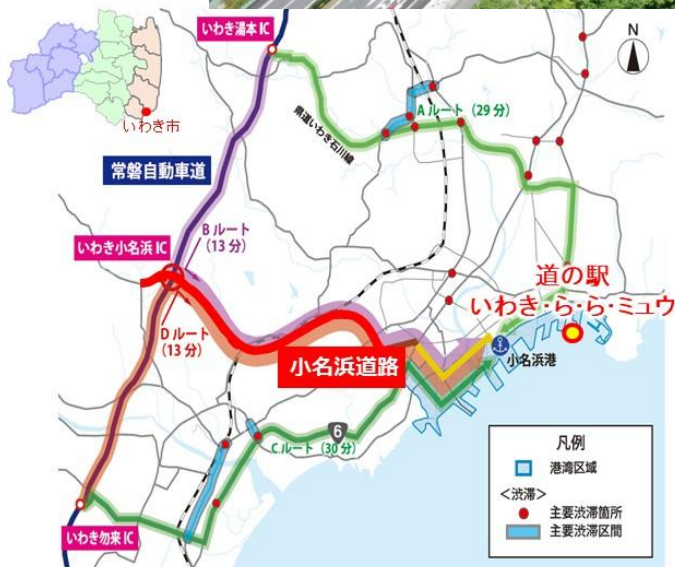 いわき湯本IC
N
いわき市
Aルート(29分)
県道いわき石川線
常磐自動車道
Bルート
(13分)
いわき小名浜IC
道の駅
いわき・ら・ら・ミュウ
Dルート
(13分)
小名浜道路
小名浜港
6
Cルート(30分)
いわき勿来IC
凡例
港湾区域
<渋滞>
主要渋滞箇所
主要渋滞区間